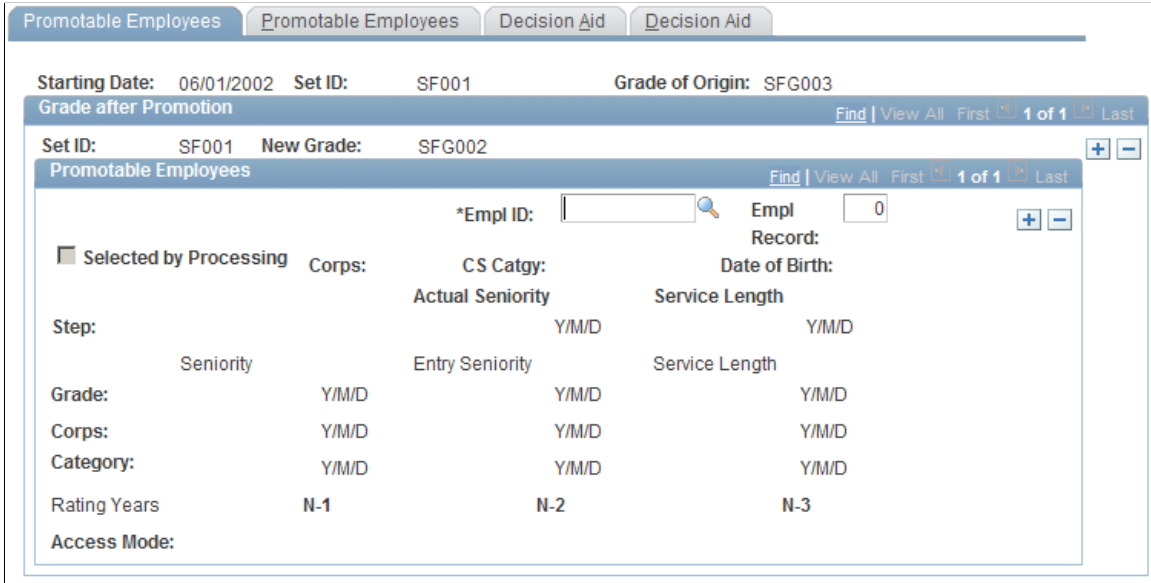 Promotable Employees Promotable Employees Decision Aid Decision Aid
Starting Date: 06/01/2002 Set ID: SF001 Grade of Origin: SFG003
Grade after Promotion Find | View All First 1 of 1 Last
Set ID: SF001 New Grade: SFG002
Promotable Employees Find | View All First 1 of 1 Last
*Empl ID: Empl Record: 0
Selected by Processing Corps: CS Catgy: Date of Birth:
Actual Seniority Service Length
Step: Y/M/D Y/M/D
Seniority Entry Seniority Service Length
Grade: Y/M/D Y/M/D Y/M/D
Corps: Y/M/D Y/M/D Y/M/D
Category: Y/M/D Y/M/D Y/M/D
Rating Years N-1 N-2 N-3
Access Mode: